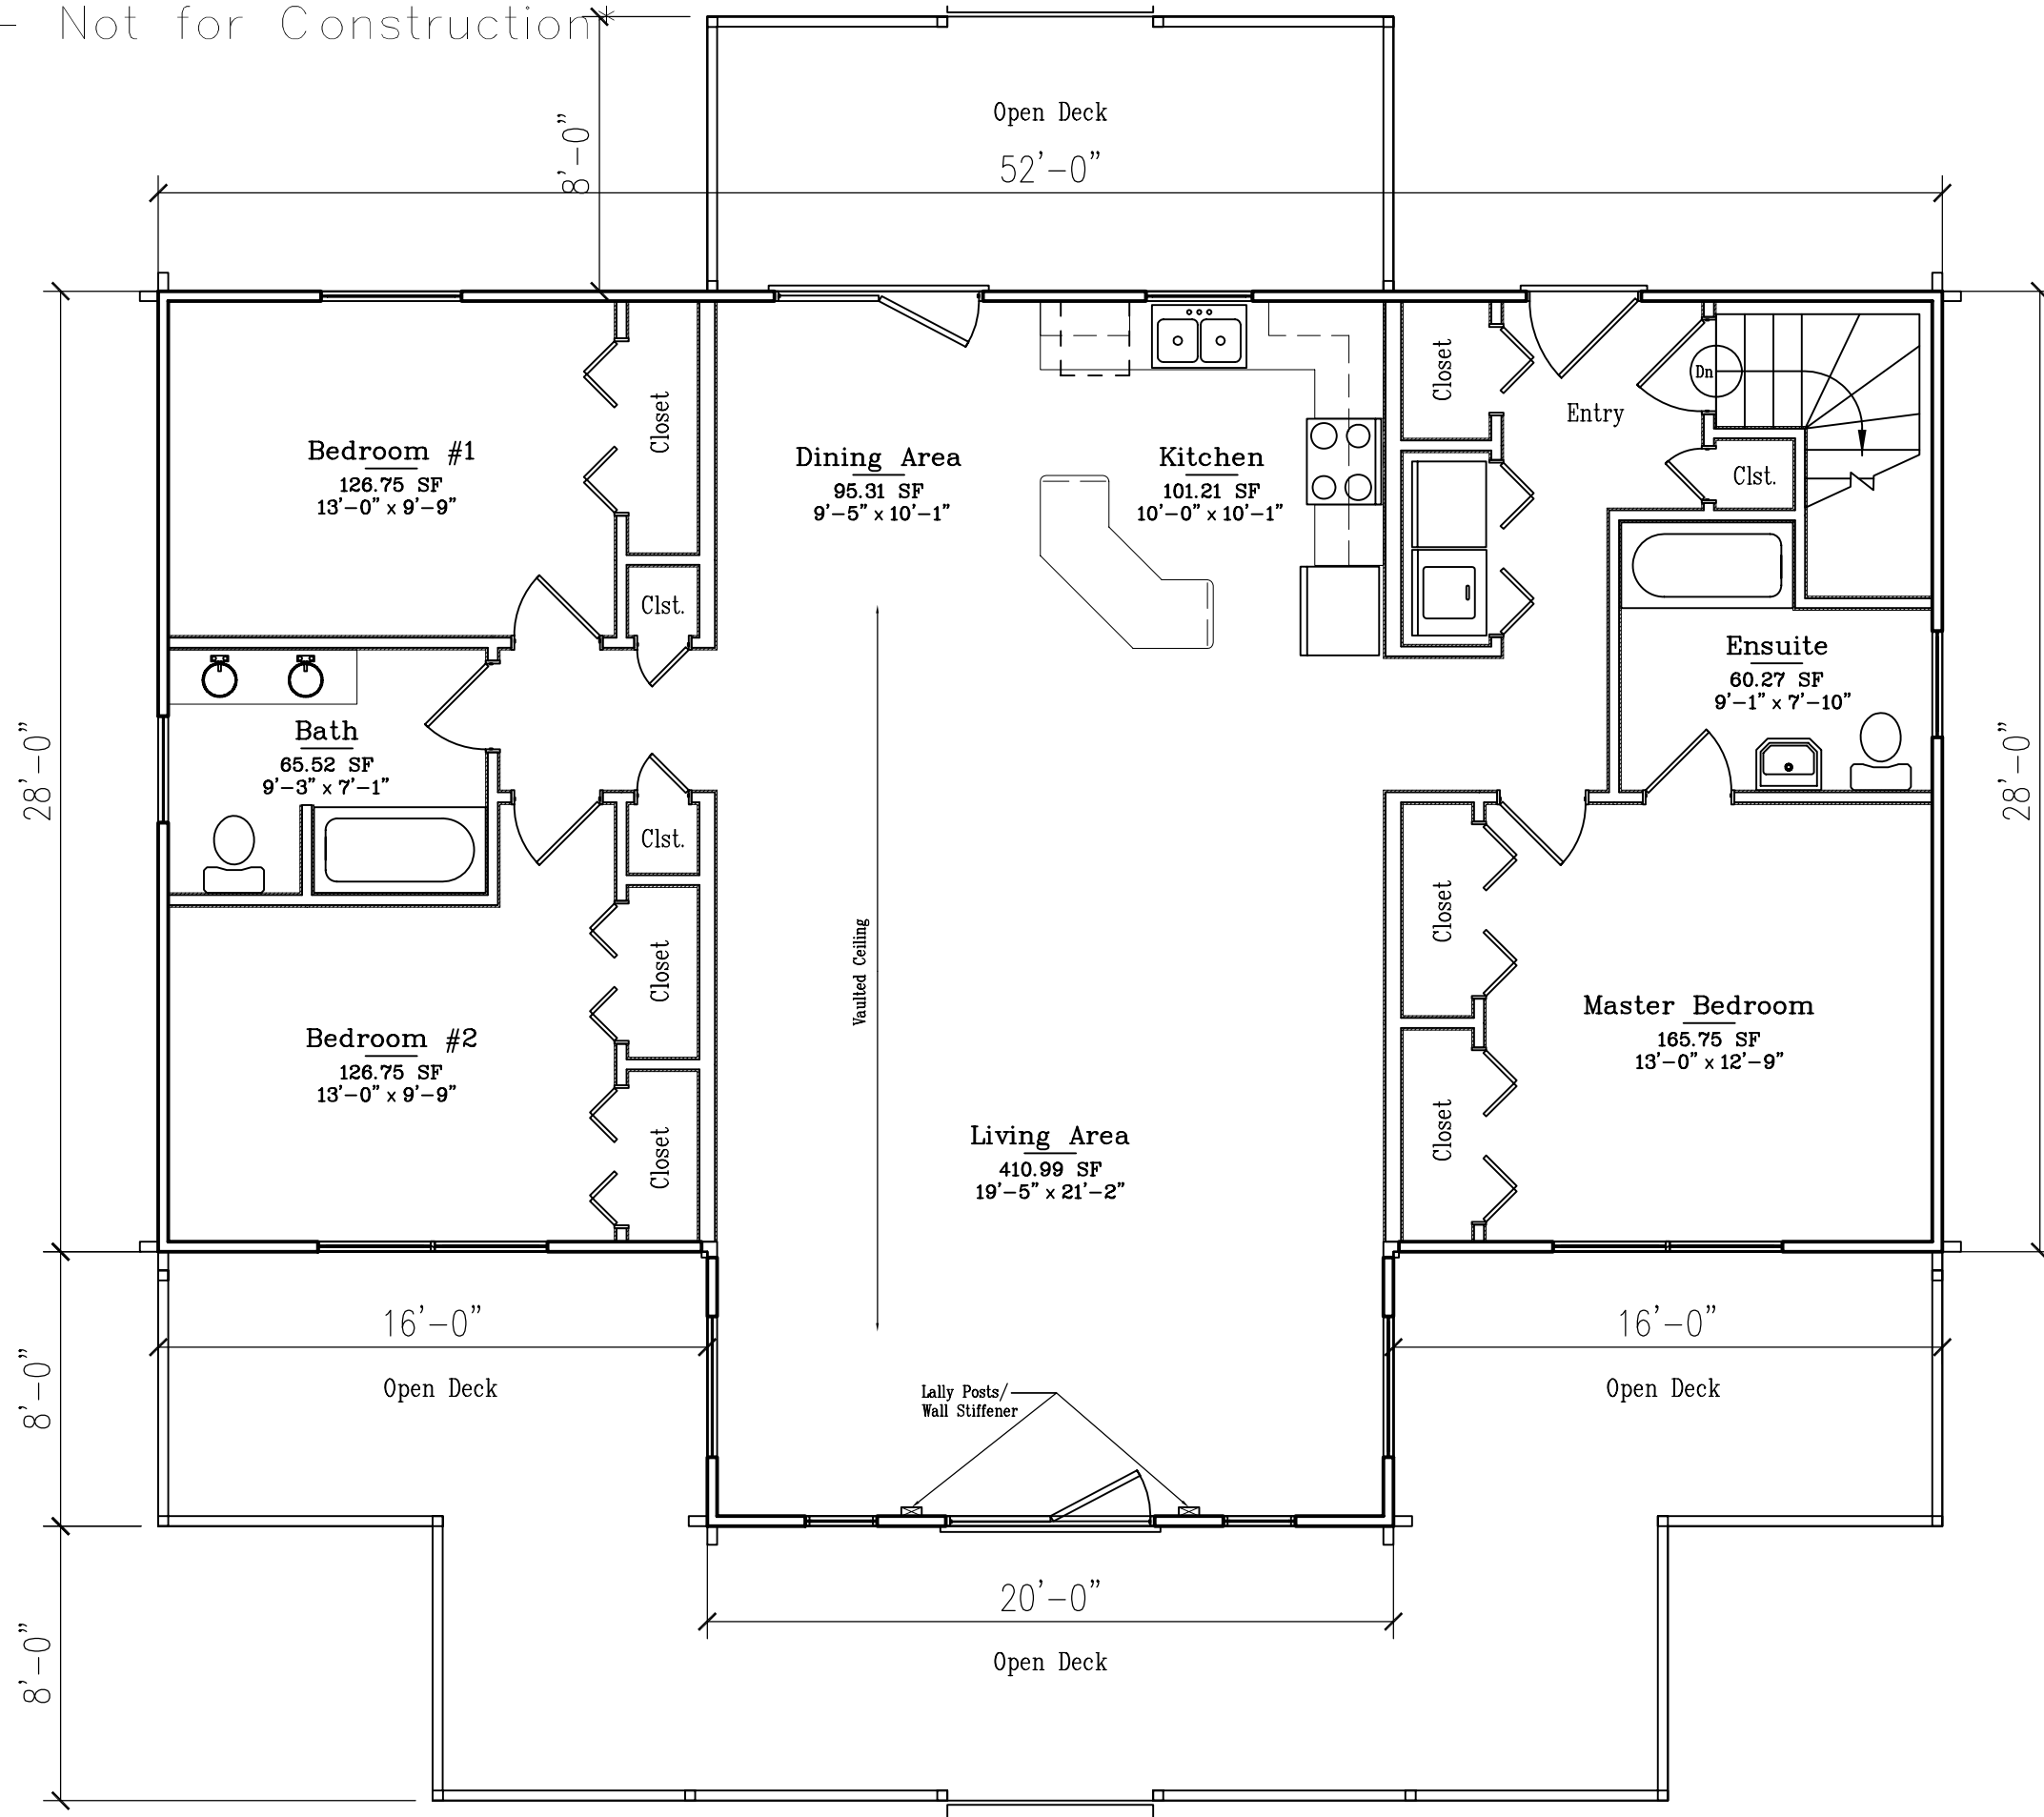 - Not for Construction*
Open Deck
8'-0"
52'-0"
Bedroom #1
126.75 SF
13'-0" x 9'-9"
Closet
Dining Area
95.31 SF
9'-5" x 10'-1"
Kitchen
101.21 SF
10'-0" x 10'-1"
Closet
Entry
Dn
Clst.
Clst.
Ensuite
60.27 SF
9'-1" x 7'-10"
Bath
65.52 SF
9'-3" x 7'-1"
28'-0"
28'-0"
Clst.
Closet
Vaulted Ceiling
Closet
Bedroom #2
126.75 SF
13'-0" x 9'-9"
Closet
Master Bedroom
165.75 SF
13'-0" x 12'-9"
Closet
Living Area
410.99 SF
19'-5" x 21'-2"
16'-0"
16'-0"
8'-0"
Open Deck
Lally Posts/
Wall Stiffener
Open Deck
20'-0"
8'-0"
Open Deck